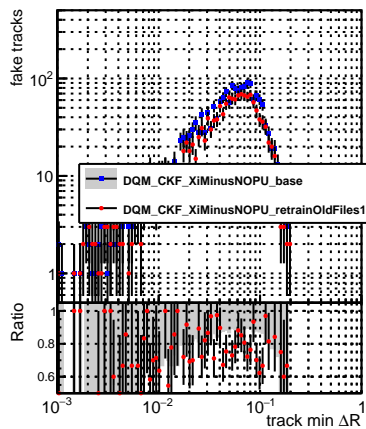 fake tracks
10²
10
1
DQM_CKF_XiMinusNOPU_base
DQM_CKF_XiMinusNOPU_retrainOldFiles1
Ratio
1
0.8
0.6
10⁻³
10⁻²
10⁻¹
1
track min ΔR